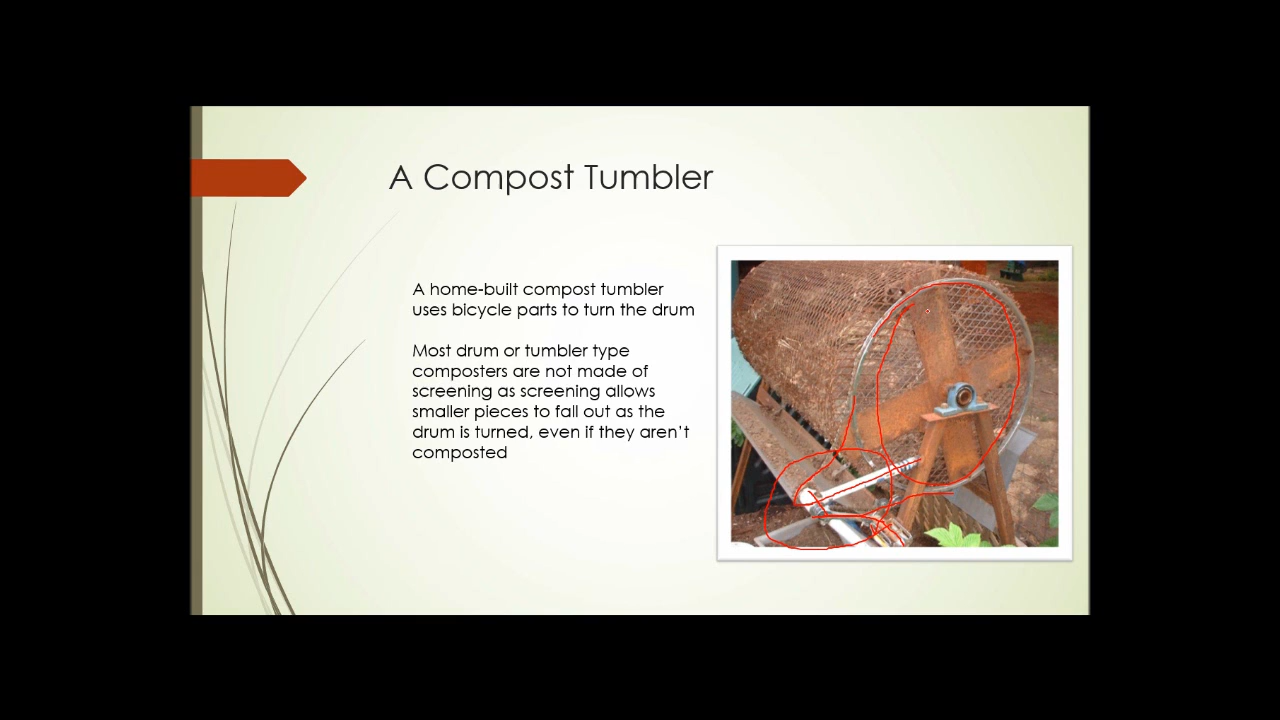 A Compost Tumbler
A home-built compost tumbler
uses bicycle parts to turn the drum
Most drum or tumbler type
composters are not made of
screening as screening allows
smaller pieces to fall out as the
drum is turned, even if they aren't
composted